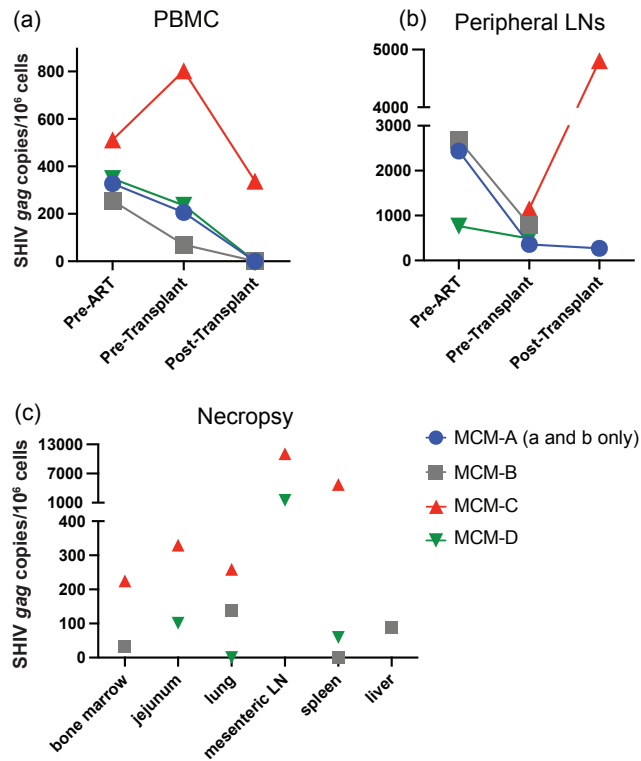 (a) PBMC
SHIV gag copies/10⁶ cells
800
600
400
200
0
Pre-ART
Pre-Transplant
Post-Transplant
(b) Peripheral LNs
5000
4000
3000
2000
1000
0
Pre-ART
Pre-Transplant
Post-Transplant
(c) Necropsy
SHIV gag copies/10⁶ cells
13000
7000
1000
400
300
200
100
0
bone marrow
jejunum
lung
mesenteric LN
spleen
liver
MCM-A (a and b only)
MCM-B
MCM-C
MCM-D